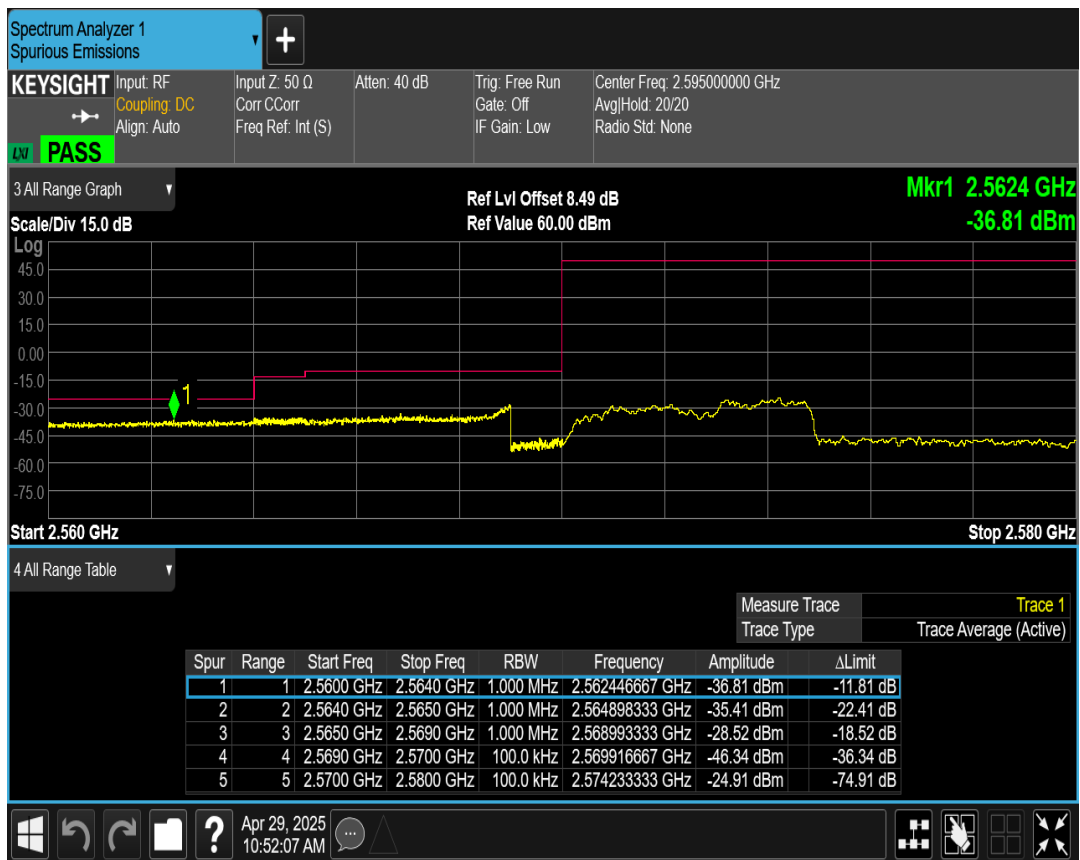 Spectrum Analyzer 1
Spurious Emissions
+
KEYSIGHT
Input: RF
Coupling: DC
Align: Auto
Input Z: 50 Ω
Corr CCorr
Freq Ref: Int (S)
Atten: 40 dB
Trig: Free Run
Gate: Off
IF Gain: Low
Center Freq: 2.595000000 GHz
Avg|Hold: 20/20
Radio Std: None
LXI PASS
3 All Range Graph
Ref Lvl Offset 8.49 dB
Mkr1 2.5624 GHz
Scale/Div 15.0 dB
Ref Value 60.00 dBm
-36.81 dBm
Log
45.0
30.0
15.0
0.00
-15.0
1
-30.0
-45.0
-60.0
-75.0
Start 2.560 GHz
Stop 2.580 GHz
4 All Range Table
Measure Trace Trace 1
Trace Type Trace Average (Active)
Spur Range Start Freq Stop Freq RBW Frequency Amplitude ΔLimit
1 1 2.5600 GHz 2.5640 GHz 1.000 MHz 2.562446667 GHz -36.81 dBm -11.81 dB
2 2 2.5640 GHz 2.5650 GHz 1.000 MHz 2.564898333 GHz -35.41 dBm -22.41 dB
3 3 2.5650 GHz 2.5690 GHz 1.000 MHz 2.568993333 GHz -28.52 dBm -18.52 dB
4 4 2.5690 GHz 2.5700 GHz 100.0 kHz 2.569916667 GHz -46.34 dBm -36.34 dB
5 5 2.5700 GHz 2.5800 GHz 100.0 kHz 2.574233333 GHz -24.91 dBm -74.91 dB
?
Apr 29, 2025
10:52:07 AM